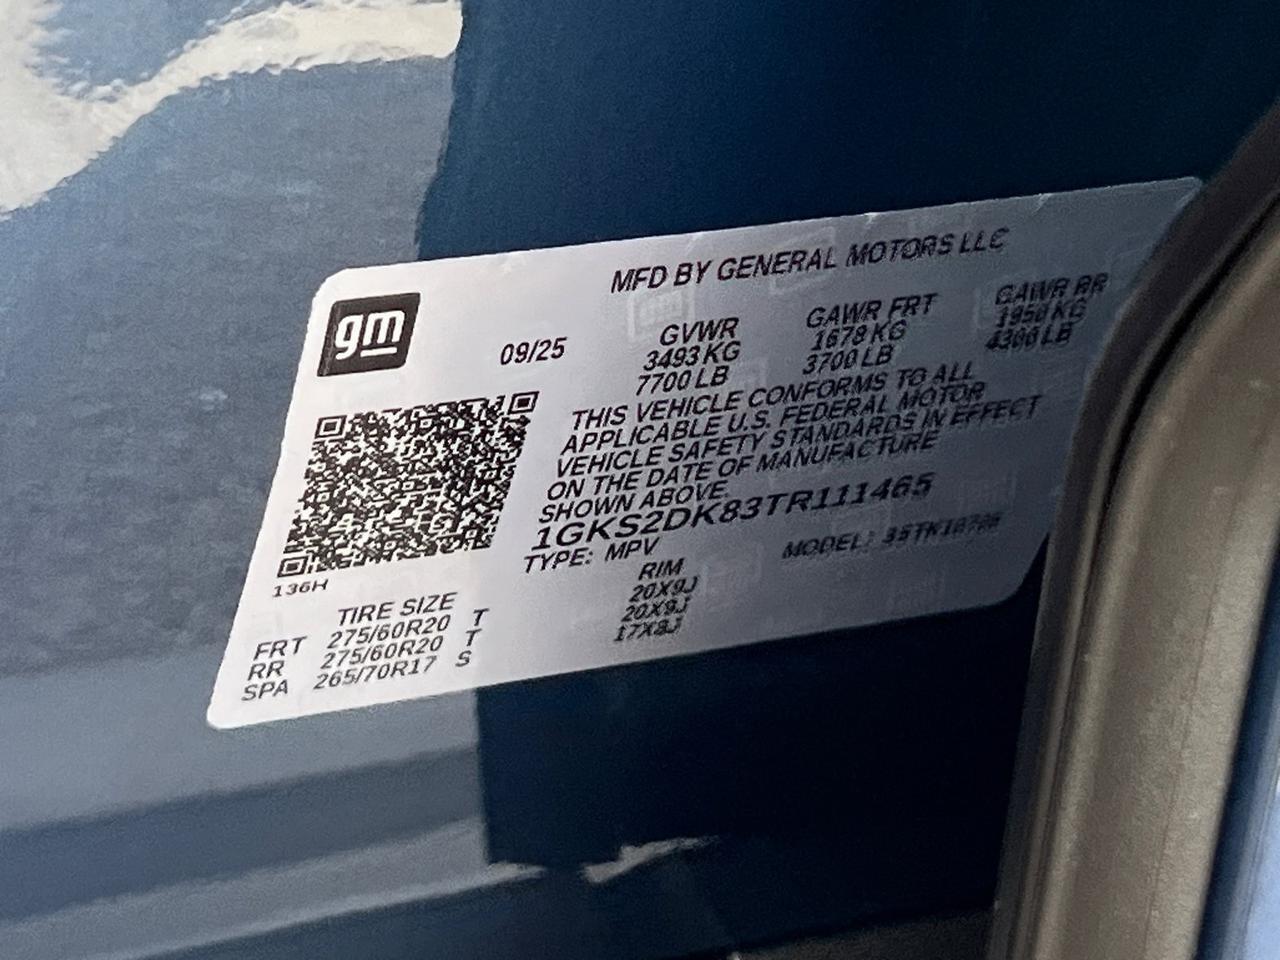 MFD BY GENERAL MOTORS LLC
gm
09/25
GVWR
3493 KG
7700 LB
GAWR FRT
1678 KG
3700 LB
GAWR RR
1950 KG
4300 LB
THIS VEHICLE CONFORMS TO ALL
APPLICABLE U.S. FEDERAL MOTOR
VEHICLE SAFETY STANDARDS IN EFFECT
ON THE DATE OF MANUFACTURE
SHOWN ABOVE.
1GKS2DK83TR111465
TYPE: MPV
MODEL:
136H
TIRE SIZE RIM
FRT 275/60R20 T 20X9J
RR 275/60R20 T 20X9J
SPA 265/70R17 S 17X8J